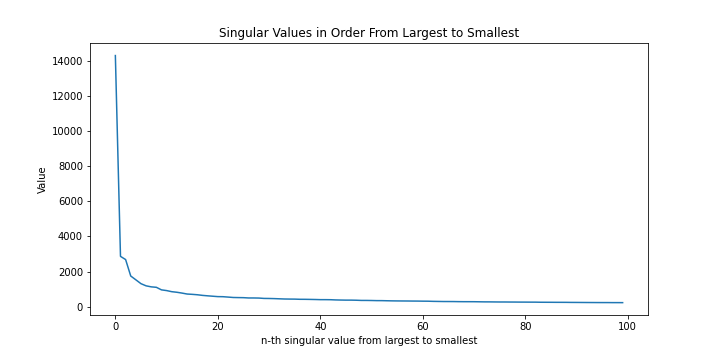 Singular Values in Order From Largest to Smallest
14000
12000
10000
8000
6000
4000
2000
0
Value
0 20 40 60 80 100
n-th singular value from largest to smallest